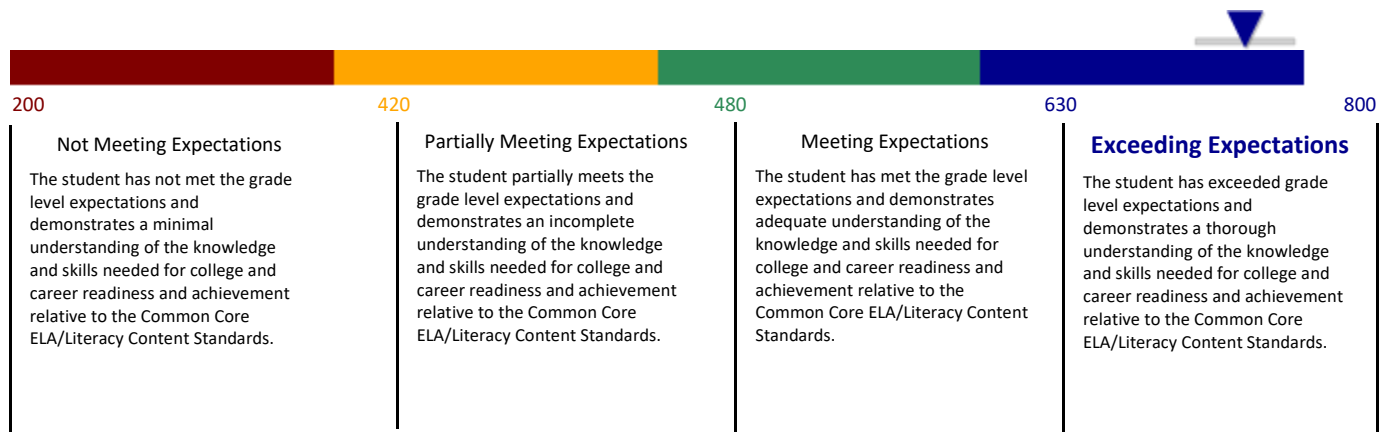 200 420 480 630 800
Not Meeting Expectations
The student has not met the grade
level expectations and
demonstrates a minimal
understanding of the knowledge
and skills needed for college and
career readiness and achievement
relative to the Common Core
ELA/Literacy Content Standards.
Partially Meeting Expectations
The student partially meets the
grade level expectations and
demonstrates an incomplete
understanding of the knowledge
and skills needed for college and
career readiness and achievement
relative to the Common Core
ELA/Literacy Content Standards.
Meeting Expectations
The student has met the grade level
expectations and demonstrates
adequate understanding of the
knowledge and skills needed for
college and career readiness and
achievement relative to the
Common Core ELA/Literacy Content
Standards.
Exceeding Expectations
The student has exceeded grade
level expectations and
demonstrates a thorough
understanding of the knowledge
and skills needed for college and
career readiness and achievement
relative to the Common Core
ELA/Literacy Content Standards.